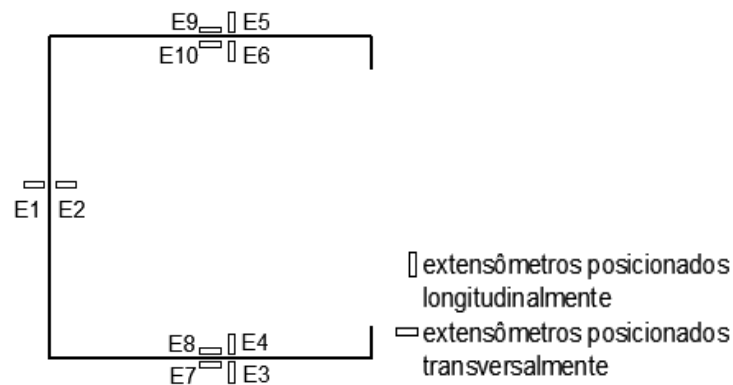 E9 E5
E10 E6
E1 E2
extensômetros posicionados
longitudinalmente
extensômetros posicionados
transversalmente
E8 E4
E7 E3